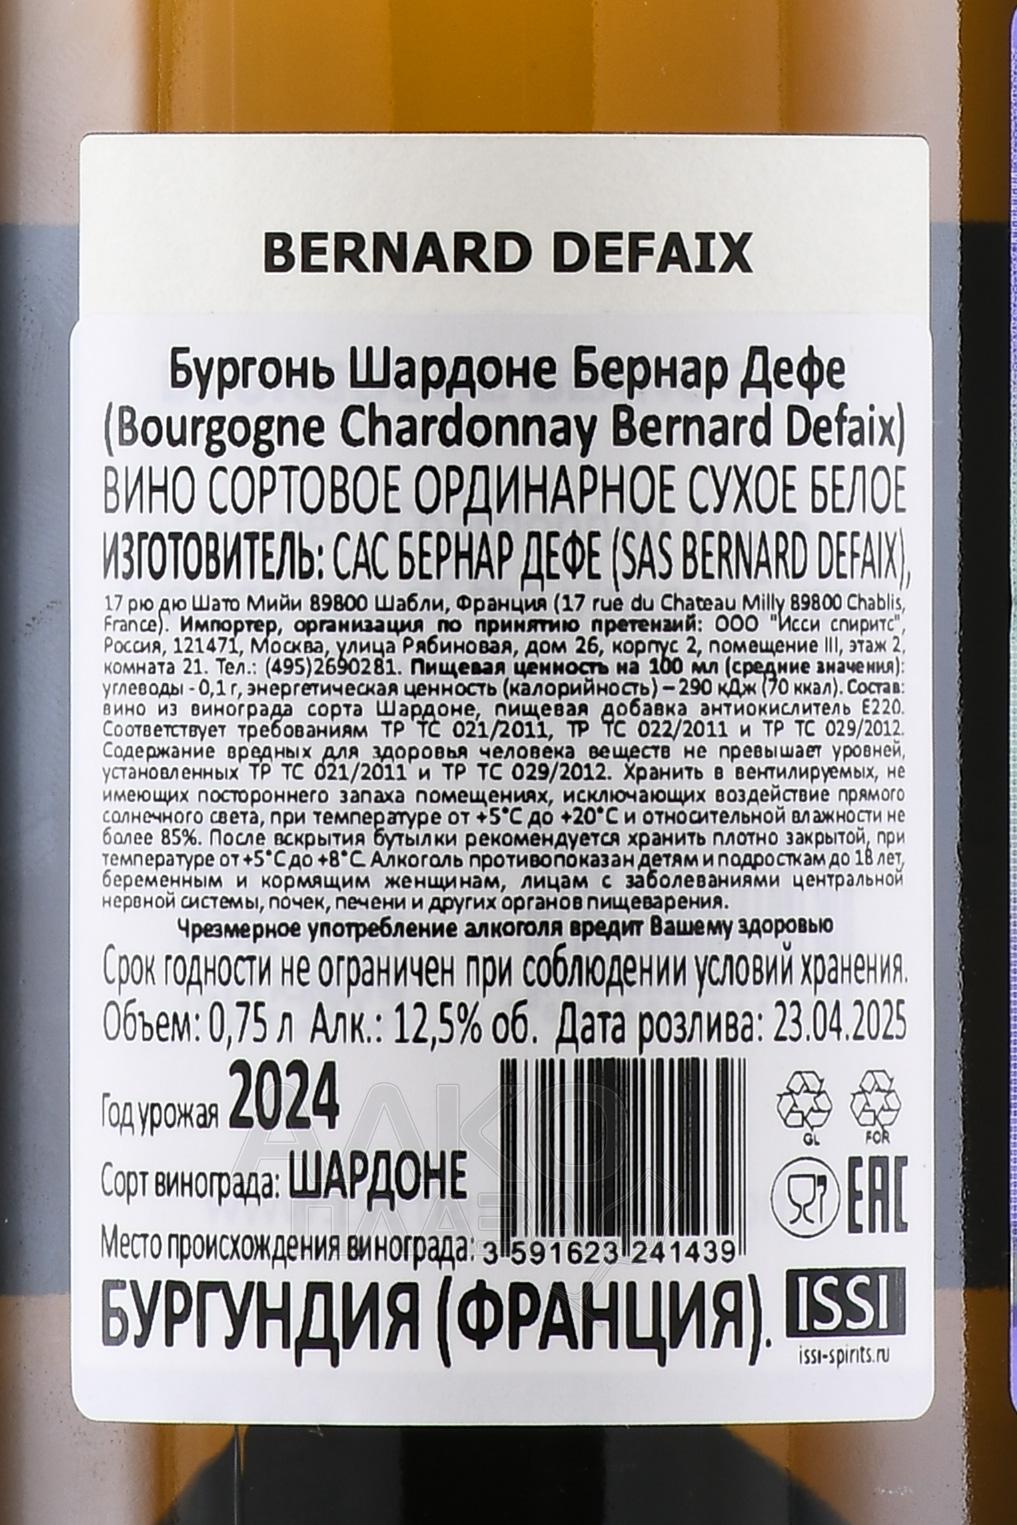 BERNARD DEFAIX
Бургонь Шардоне Бернар Дефе
(Bourgogne Chardonnay Bernard Defaix)
ВИНО СОРТОВОЕ ОРДИНАРНОЕ СУХОЕ БЕЛОЕ
ИЗГОТОВИТЕЛЬ: САС БЕРНАР ДЕФЕ (SAS BERNARD DEFAIX),
17 рю дю Шато Мийи 89800 Шабли, Франция (17 rue du Chateau Milly 89800 Chablis,
France). Импортер, организация по принятию претензий: ООО "Исси спиритс",
Россия, 121471, Москва, улица Рябиновая, дом 26, корпус 2, помещение III, этаж 2,
комната 21. Тел.: (495)2690281. Пищевая ценность на 100 мл (средние значения):
углеводы - 0,1 г, энергетическая ценность (калорийность) – 290 кДж (70 ккал). Состав:
вино из винограда сорта Шардоне, пищевая добавка антиокислитель Е220.
Соответствует требованиям ТР ТС 021/2011, ТР ТС 022/2011 и ТР ТС 029/2012.
Содержание вредных для здоровья человека веществ не превышает уровней,
установленных ТР ТС 021/2011 и ТР ТС 029/2012. Хранить в вентилируемых, не
имеющих постороннего запаха помещениях, исключающих воздействие прямого
солнечного света, при температуре от +5°С до +20°С и относительной влажности не
более 85%. После вскрытия бутылки рекомендуется хранить плотно закрытой, при
температуре от +5°С до +8°С. Алкоголь противопоказан детям и подросткам до 18 лет,
беременным и кормящим женщинам, лицам с заболеваниями центральной
нервной системы, почек, печени и других органов пищеварения.
Чрезмерное употребление алкоголя вредит Вашему здоровью
Срок годности не ограничен при соблюдении условий хранения.
Объем: 0,75 л Алк.: 12,5% об. Дата розлива: 23.04.2025
Год урожая 2024
GL FOR
Сорт винограда: ШАРДОНЕ
EAC
Место происхождения винограда: 3 591623 241439
БУРГУНДИЯ (ФРАНЦИЯ).
ISSI
issi-spirits.ru
АЛКО
ПЛАЗА